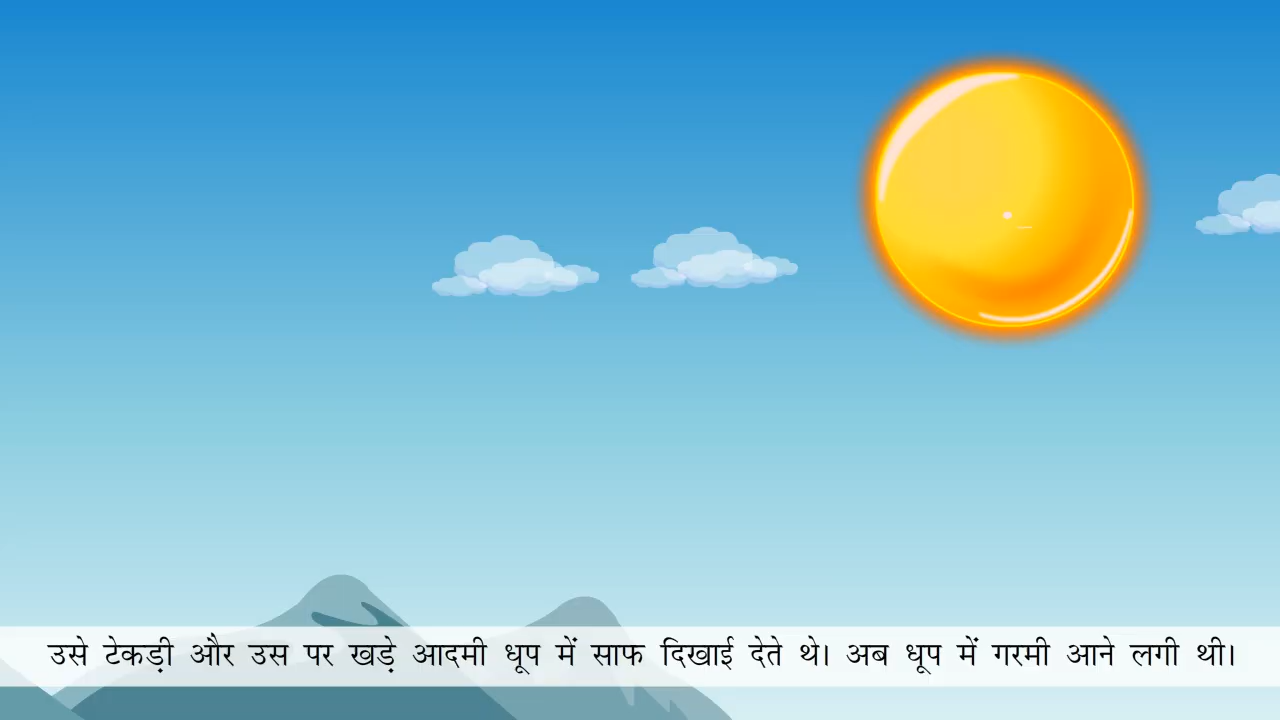 उसे टेकड़ी और उस पर खड़े आदमी धूप में साफ दिखाई देते थे। अब धूप में गरमी आने लगी थी।